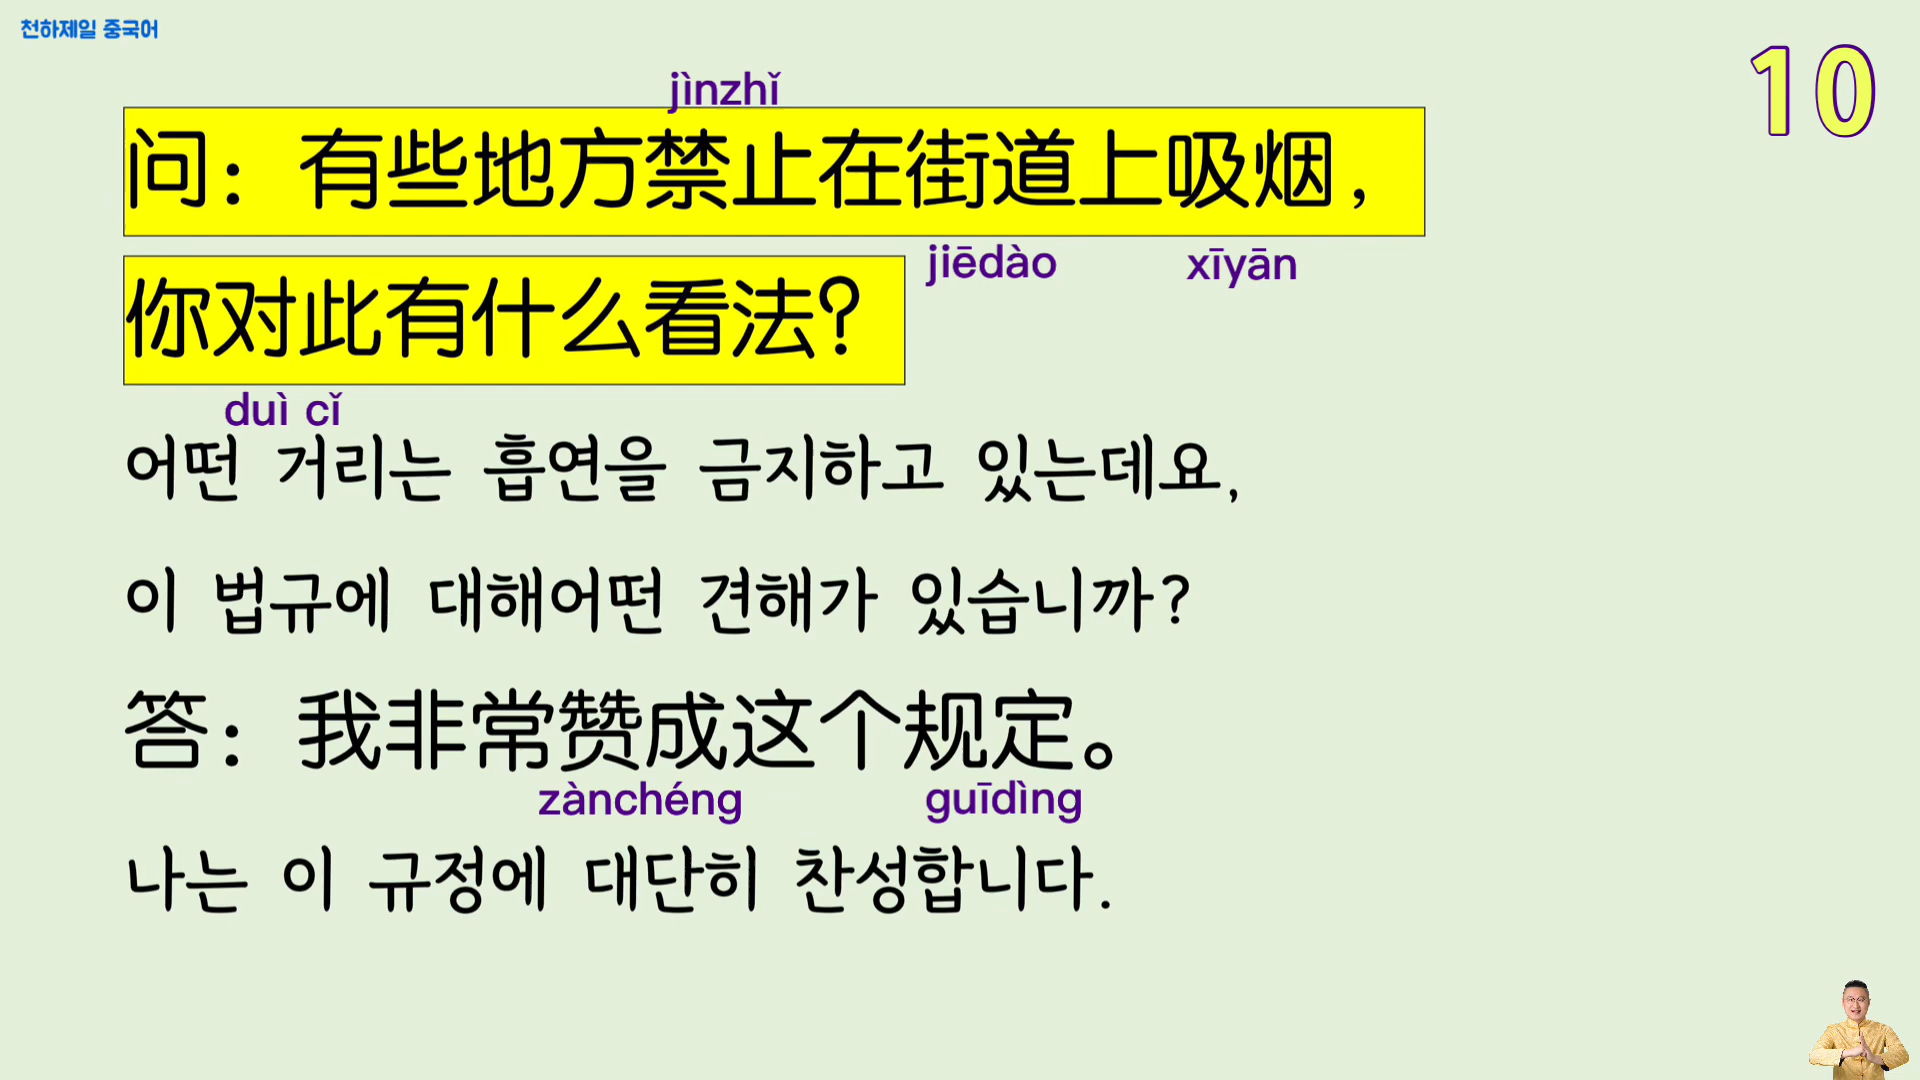 천하제일 중국어
10
jìnzhǐ
问：有些地方禁止在街道上吸烟，
jiēdào xīyān
你对此有什么看法？
duì cǐ
어떤 거리는 흡연을 금지하고 있는데요,
이 법규에 대해어떤 견해가 있습니까?
答：我非常赞成这个规定。
zànchéng guīdìng
나는 이 규정에 대단히 찬성합니다.